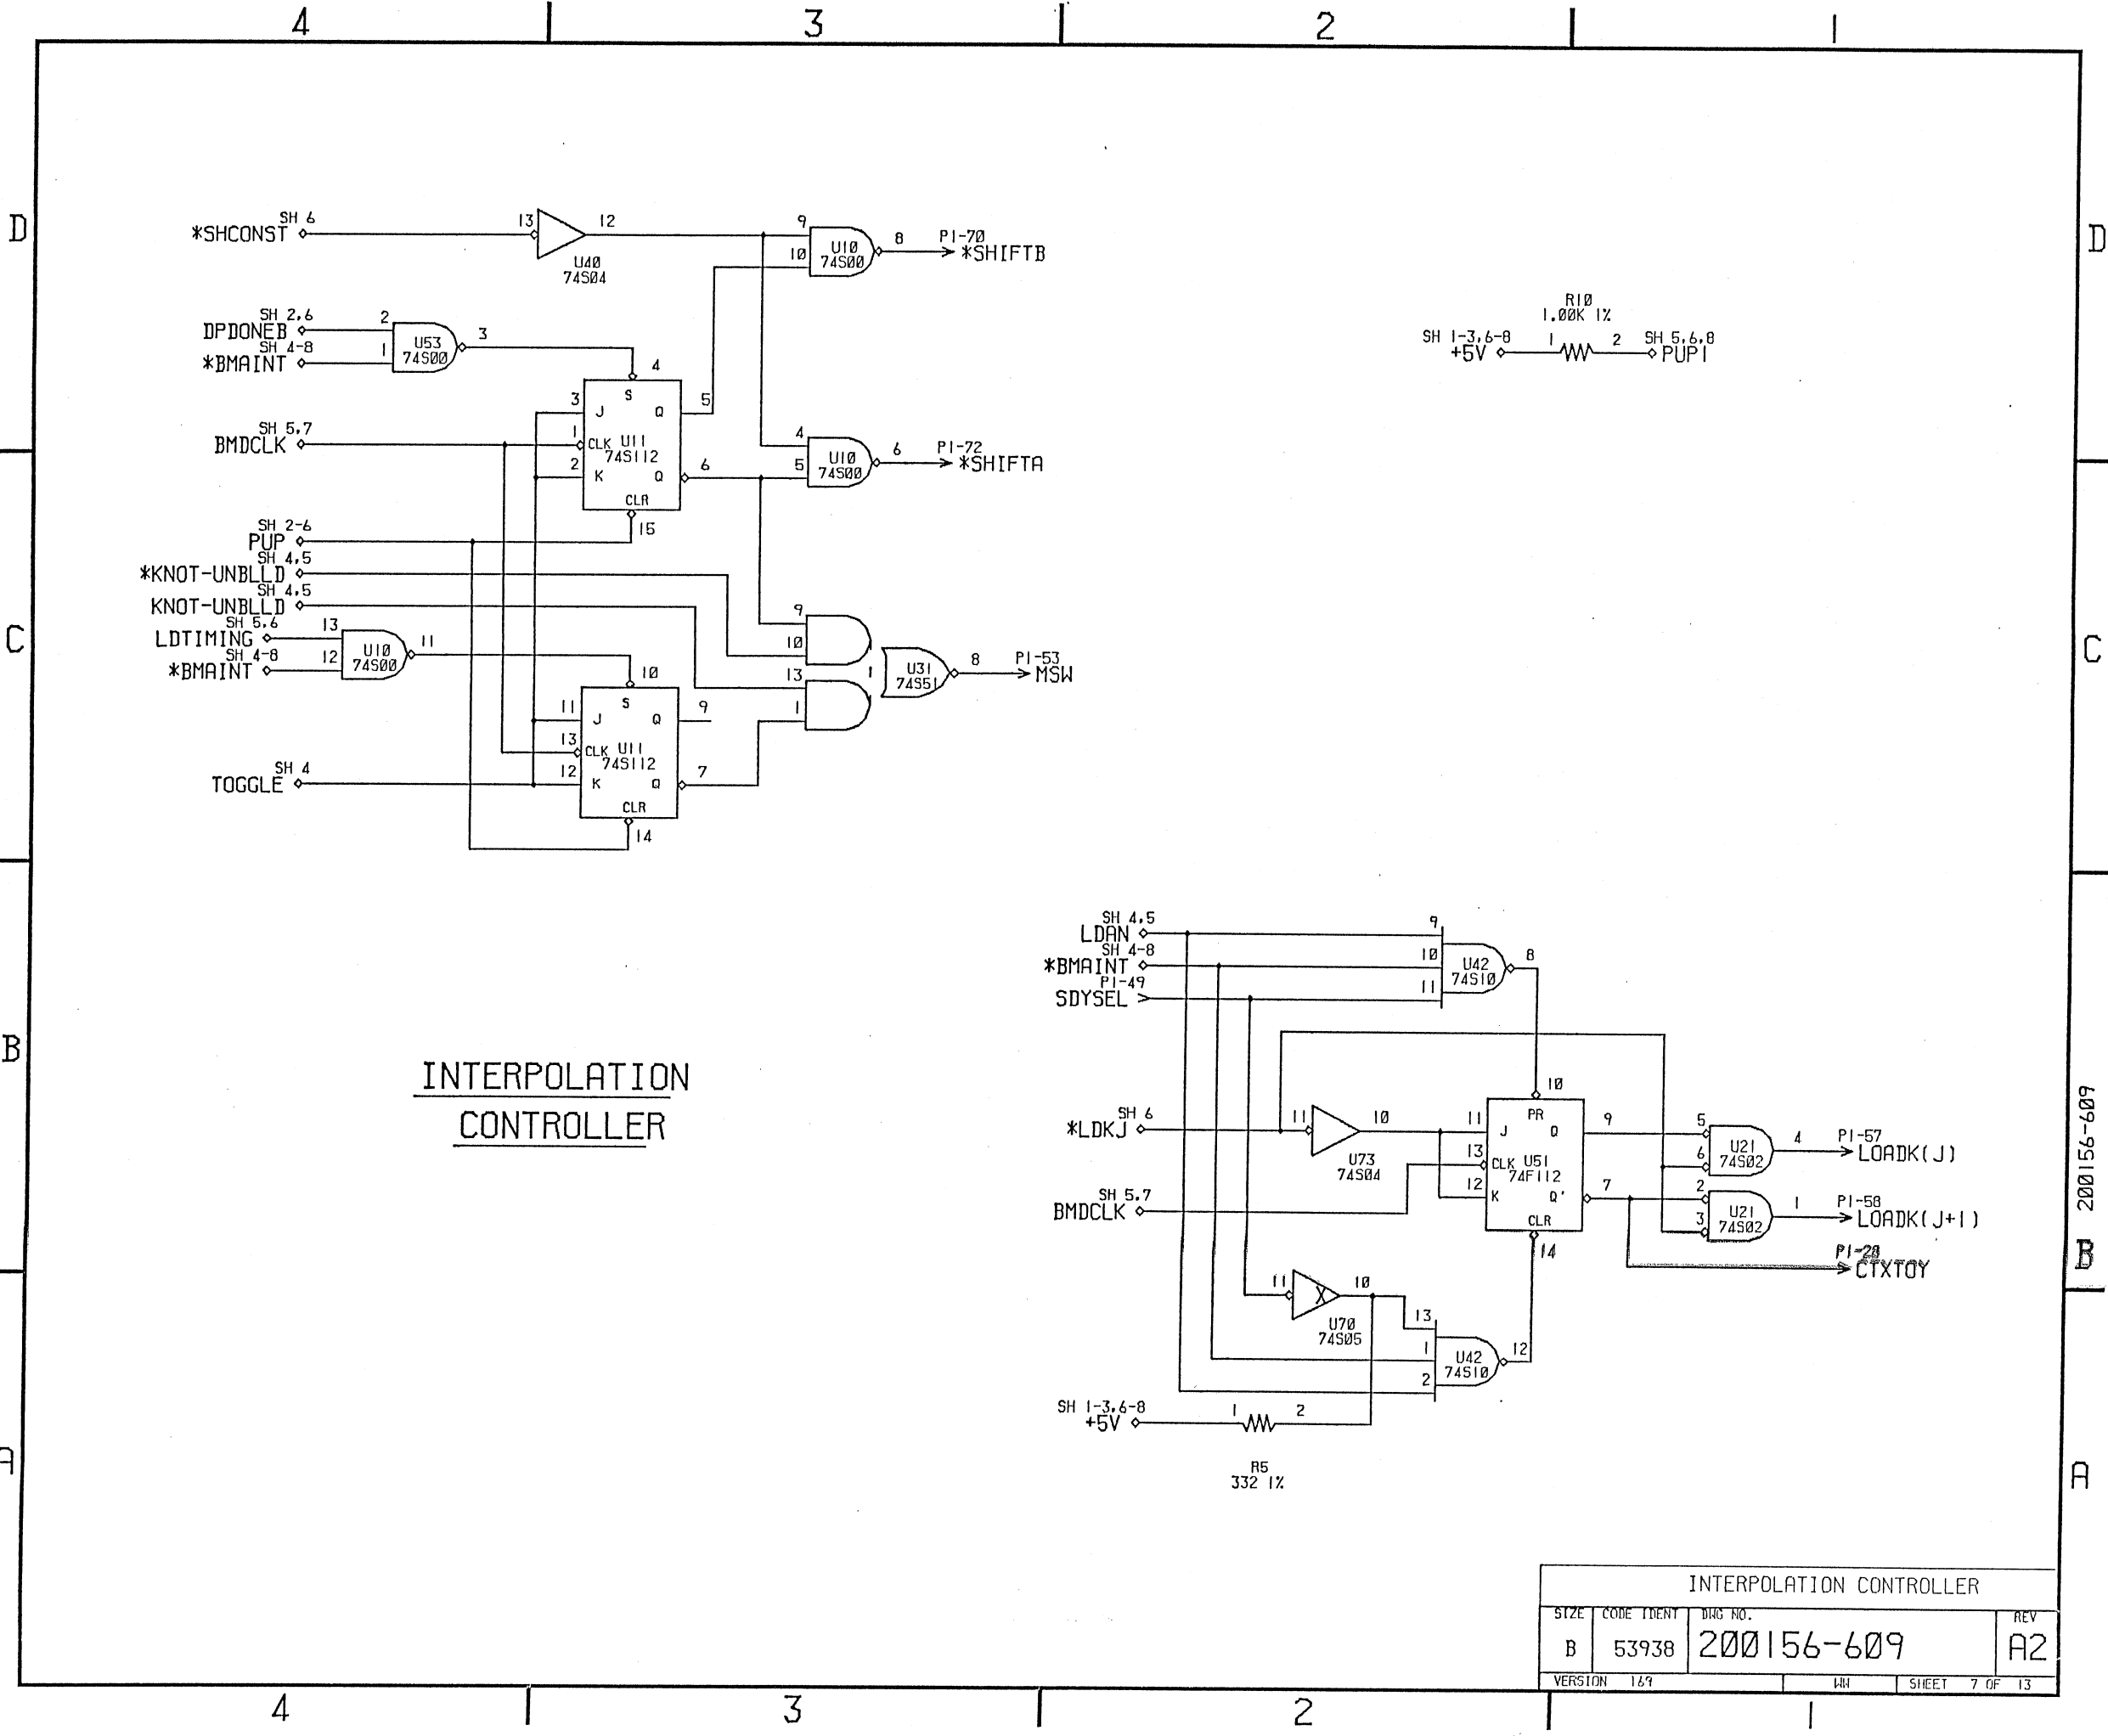 4 3 2 1
D
D
SH 6
*SHCONST
13
12
U40
74S04
9
10
U10
74S00
8
P1-70
*SHIFTB
SH 2,6
DPDONEB
SH 4-8
*BMAINT
2
1
U53
74S00
3
4
R10
1.00K 1%
SH 1-3,6-8
+5V
1
2
SH 5,6,8
PUP1
3
J
S
Q
5
SH 5,7
BMDCLK
1
CLK
U11
74S112
2
K
Q
6
CLR
15
4
5
U10
74S00
6
P1-72
*SHIFTA
SH 2-6
PUP
SH 4,5
*KNOT-UNBLLD
SH 4,5
KNOT-UNBLLD
SH 5,6
LDTIMING
SH 4-8
*BMAINT
13
12
U10
74S00
11
10
9
10
13
1
1
U31
74S51
8
P1-53
MSW
C
C
11
J
S
Q
9
13
CLK
U11
74S112
12
K
Q
7
CLR
14
SH 4
TOGGLE
SH 4,5
LDAN
SH 4-8
*BMAINT
P1-49
SDYSEL
9
10
11
U42
74S10
8
10
B
INTERPOLATION
CONTROLLER
SH 6
*LDKJ
11
10
U73
74S04
11
J
PR
Q
9
13
CLK
U51
74F112
12
K
Q'
7
CLR
14
SH 5,7
BMDCLK
5
6
U21
74S02
4
P1-57
LOADK(J)
2
3
U21
74S02
1
P1-58
LOADK(J+1)
P1-28
CTXTOY
200156-609
B
11
X
10
U70
74S05
13
1
2
U42
74S10
12
SH 1-3,6-8
+5V
1
2
R5
332 1%
A
A
INTERPOLATION CONTROLLER
SIZE
B
CODE IDENT
53938
DWG NO.
200156-609
REV
A2
VERSION 169
WW
SHEET 7 OF 13
4 3 2 1